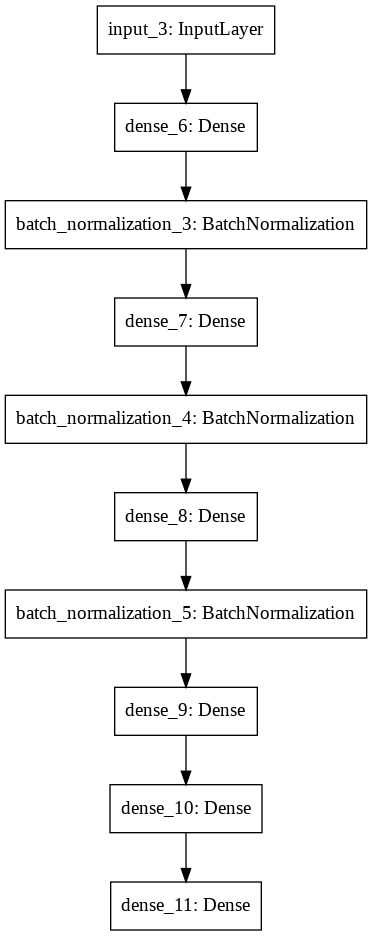 input_3: InputLayer
dense_6: Dense
batch_normalization_3: BatchNormalization
dense_7: Dense
batch_normalization_4: BatchNormalization
dense_8: Dense
batch_normalization_5: BatchNormalization
dense_9: Dense
dense_10: Dense
dense_11: Dense